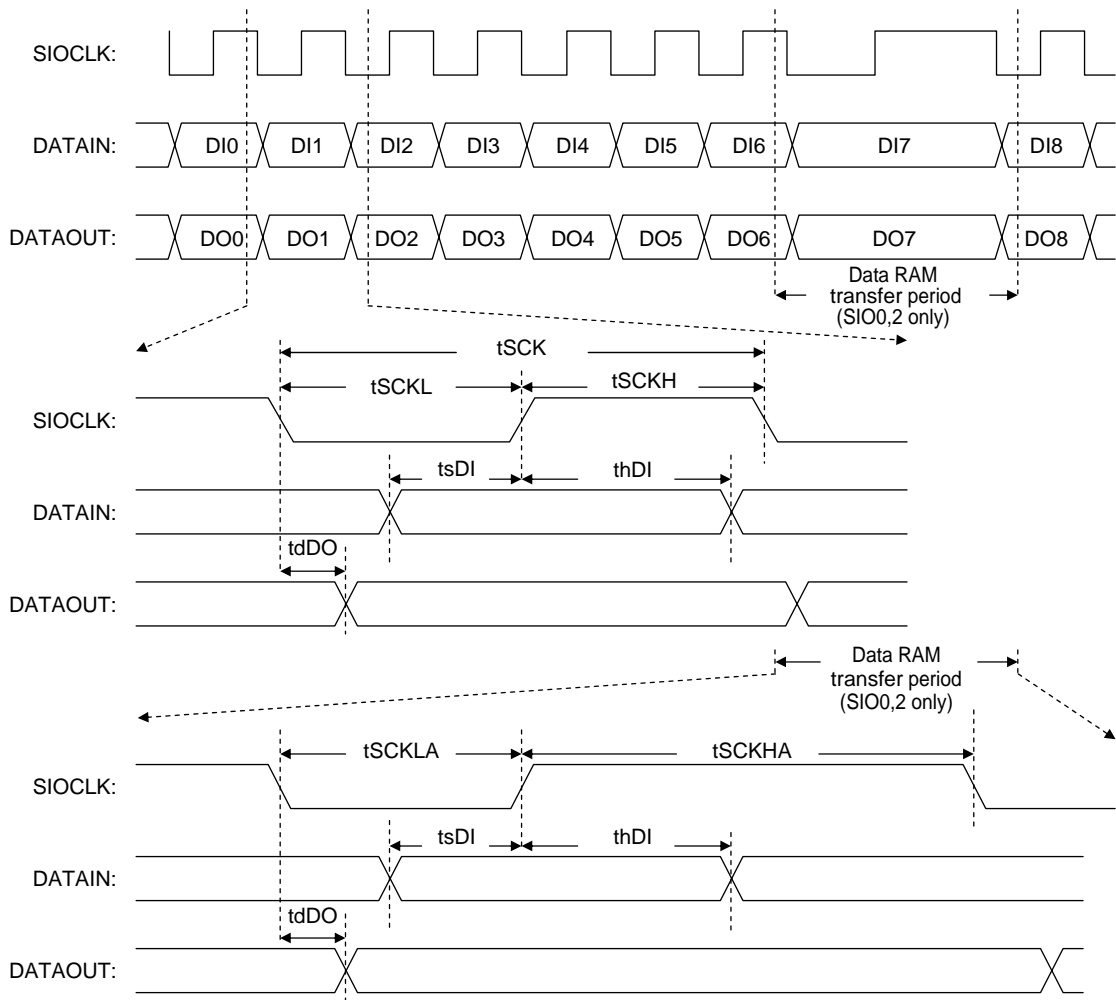 SIOCLK:
DATAIN: DI0 DI1 DI2 DI3 DI4 DI5 DI6 DI7 DI8
DATAOUT: DO0 DO1 DO2 DO3 DO4 DO5 DO6 DO7 DO8
Data RAM
transfer period
(SIO0,2 only)
tSCK
tSCKL tSCKH
SIOCLK:
tsDI thDI
DATAIN:
tdDO
DATAOUT:
Data RAM
transfer period
(SIO0,2 only)
tSCKLA tSCKHA
SIOCLK:
tsDI thDI
DATAIN:
tdDO
DATAOUT: